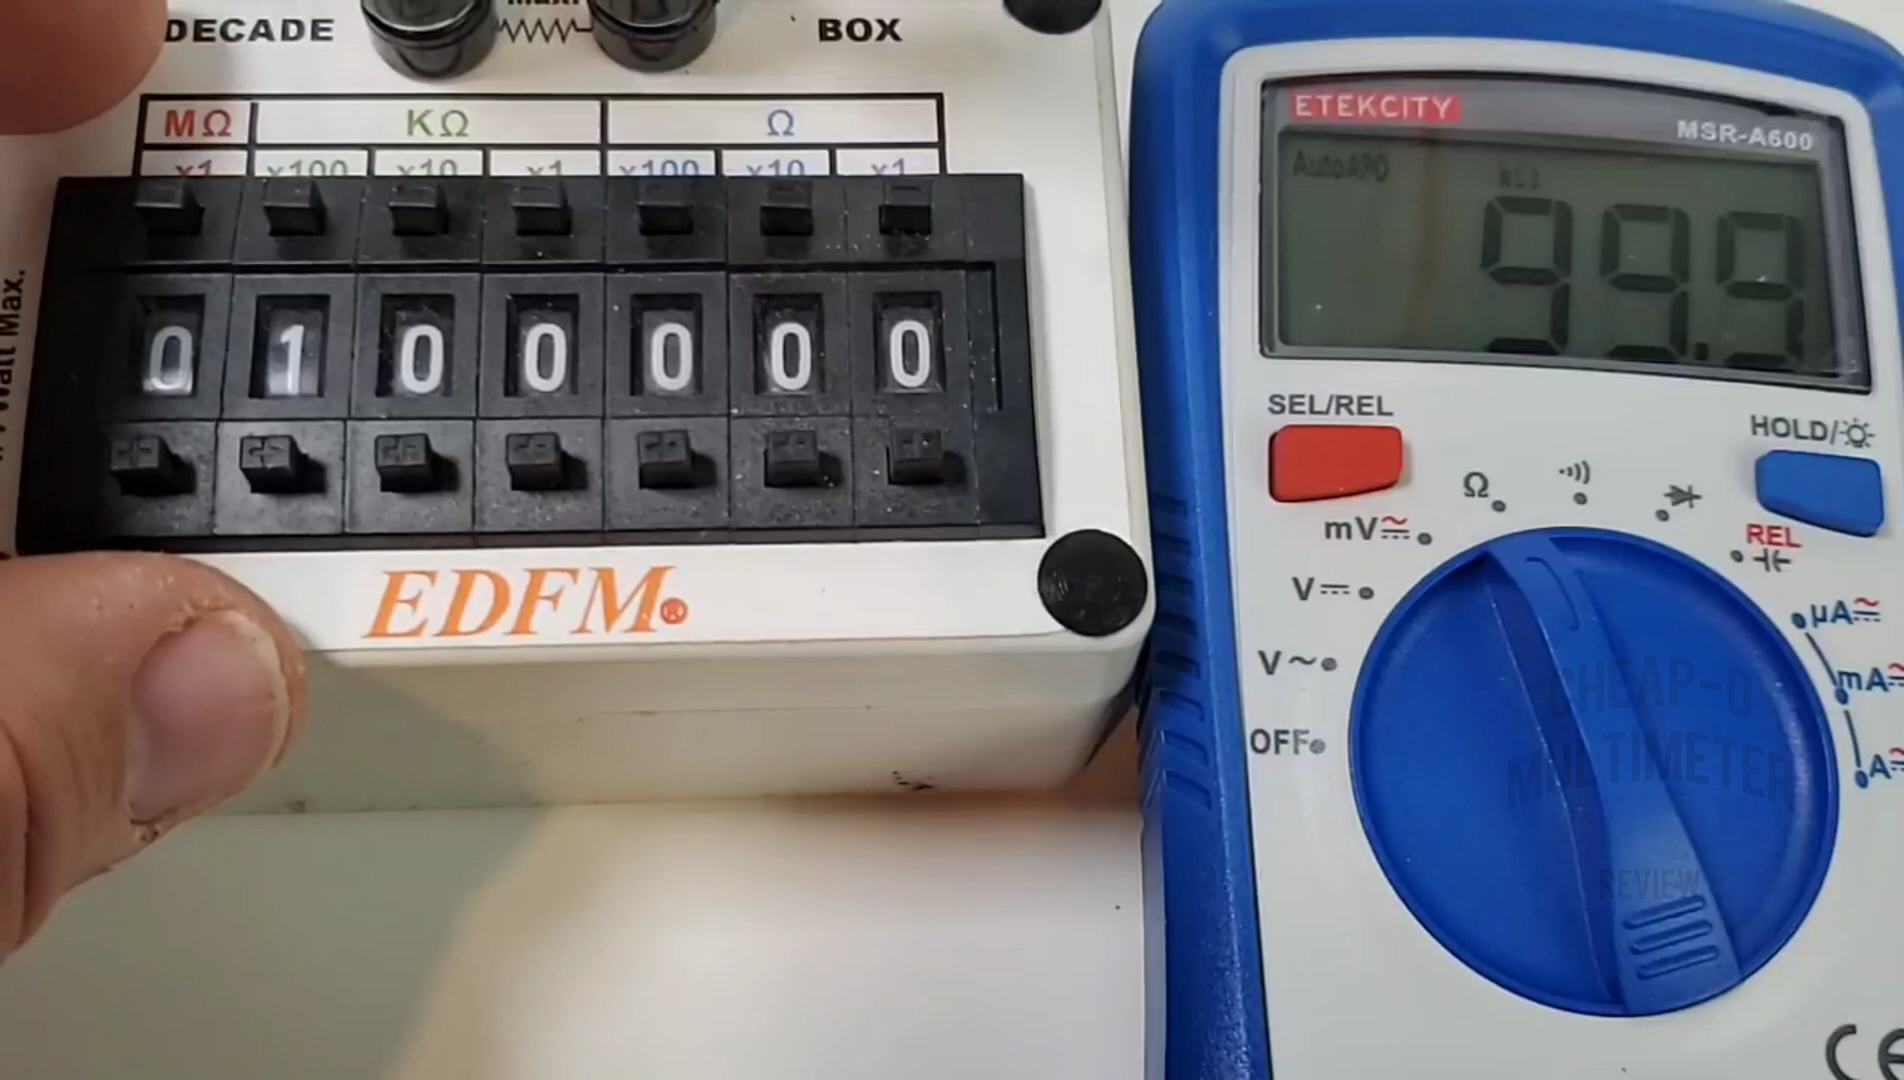 DECADE
BOX
MΩ KΩ Ω
x1 x100 x10 x1 x100 x10 x1
0 1 0 0 0 0 0
EDFM
Watt Max.
ETEKCITY
MSR-A600
Auto APO
99.9
SEL/REL
HOLD/
Ω
mV
REL
V
µA
V~
mA
OFF
A
CHEAP-O
MULTIMETER
REVIEW
CE